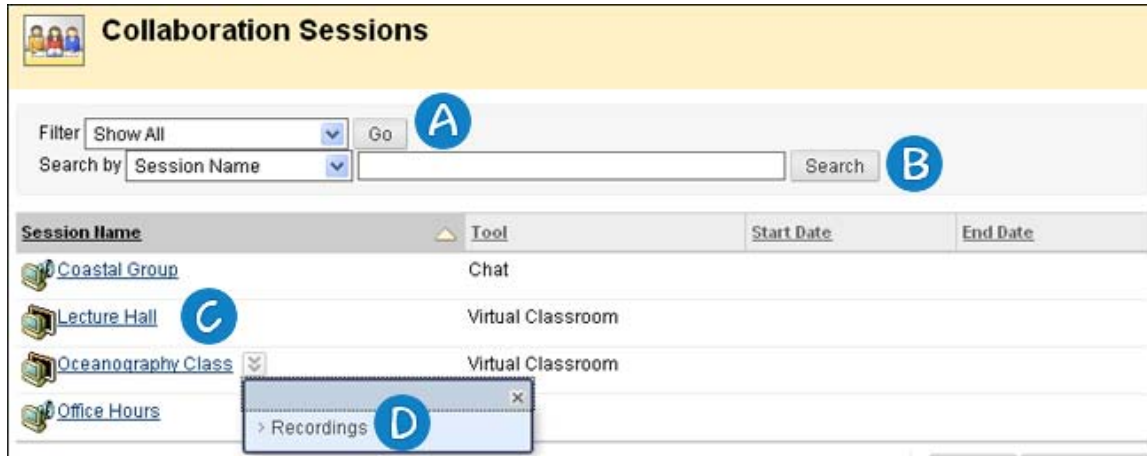 Collaboration Sessions
Filter Show All Go A
Search by Session Name Search B
Session Name Tool Start Date End Date
Coastal Group Chat
Lecture Hall C Virtual Classroom
Oceanography Class Virtual Classroom
Office Hours
> Recordings D